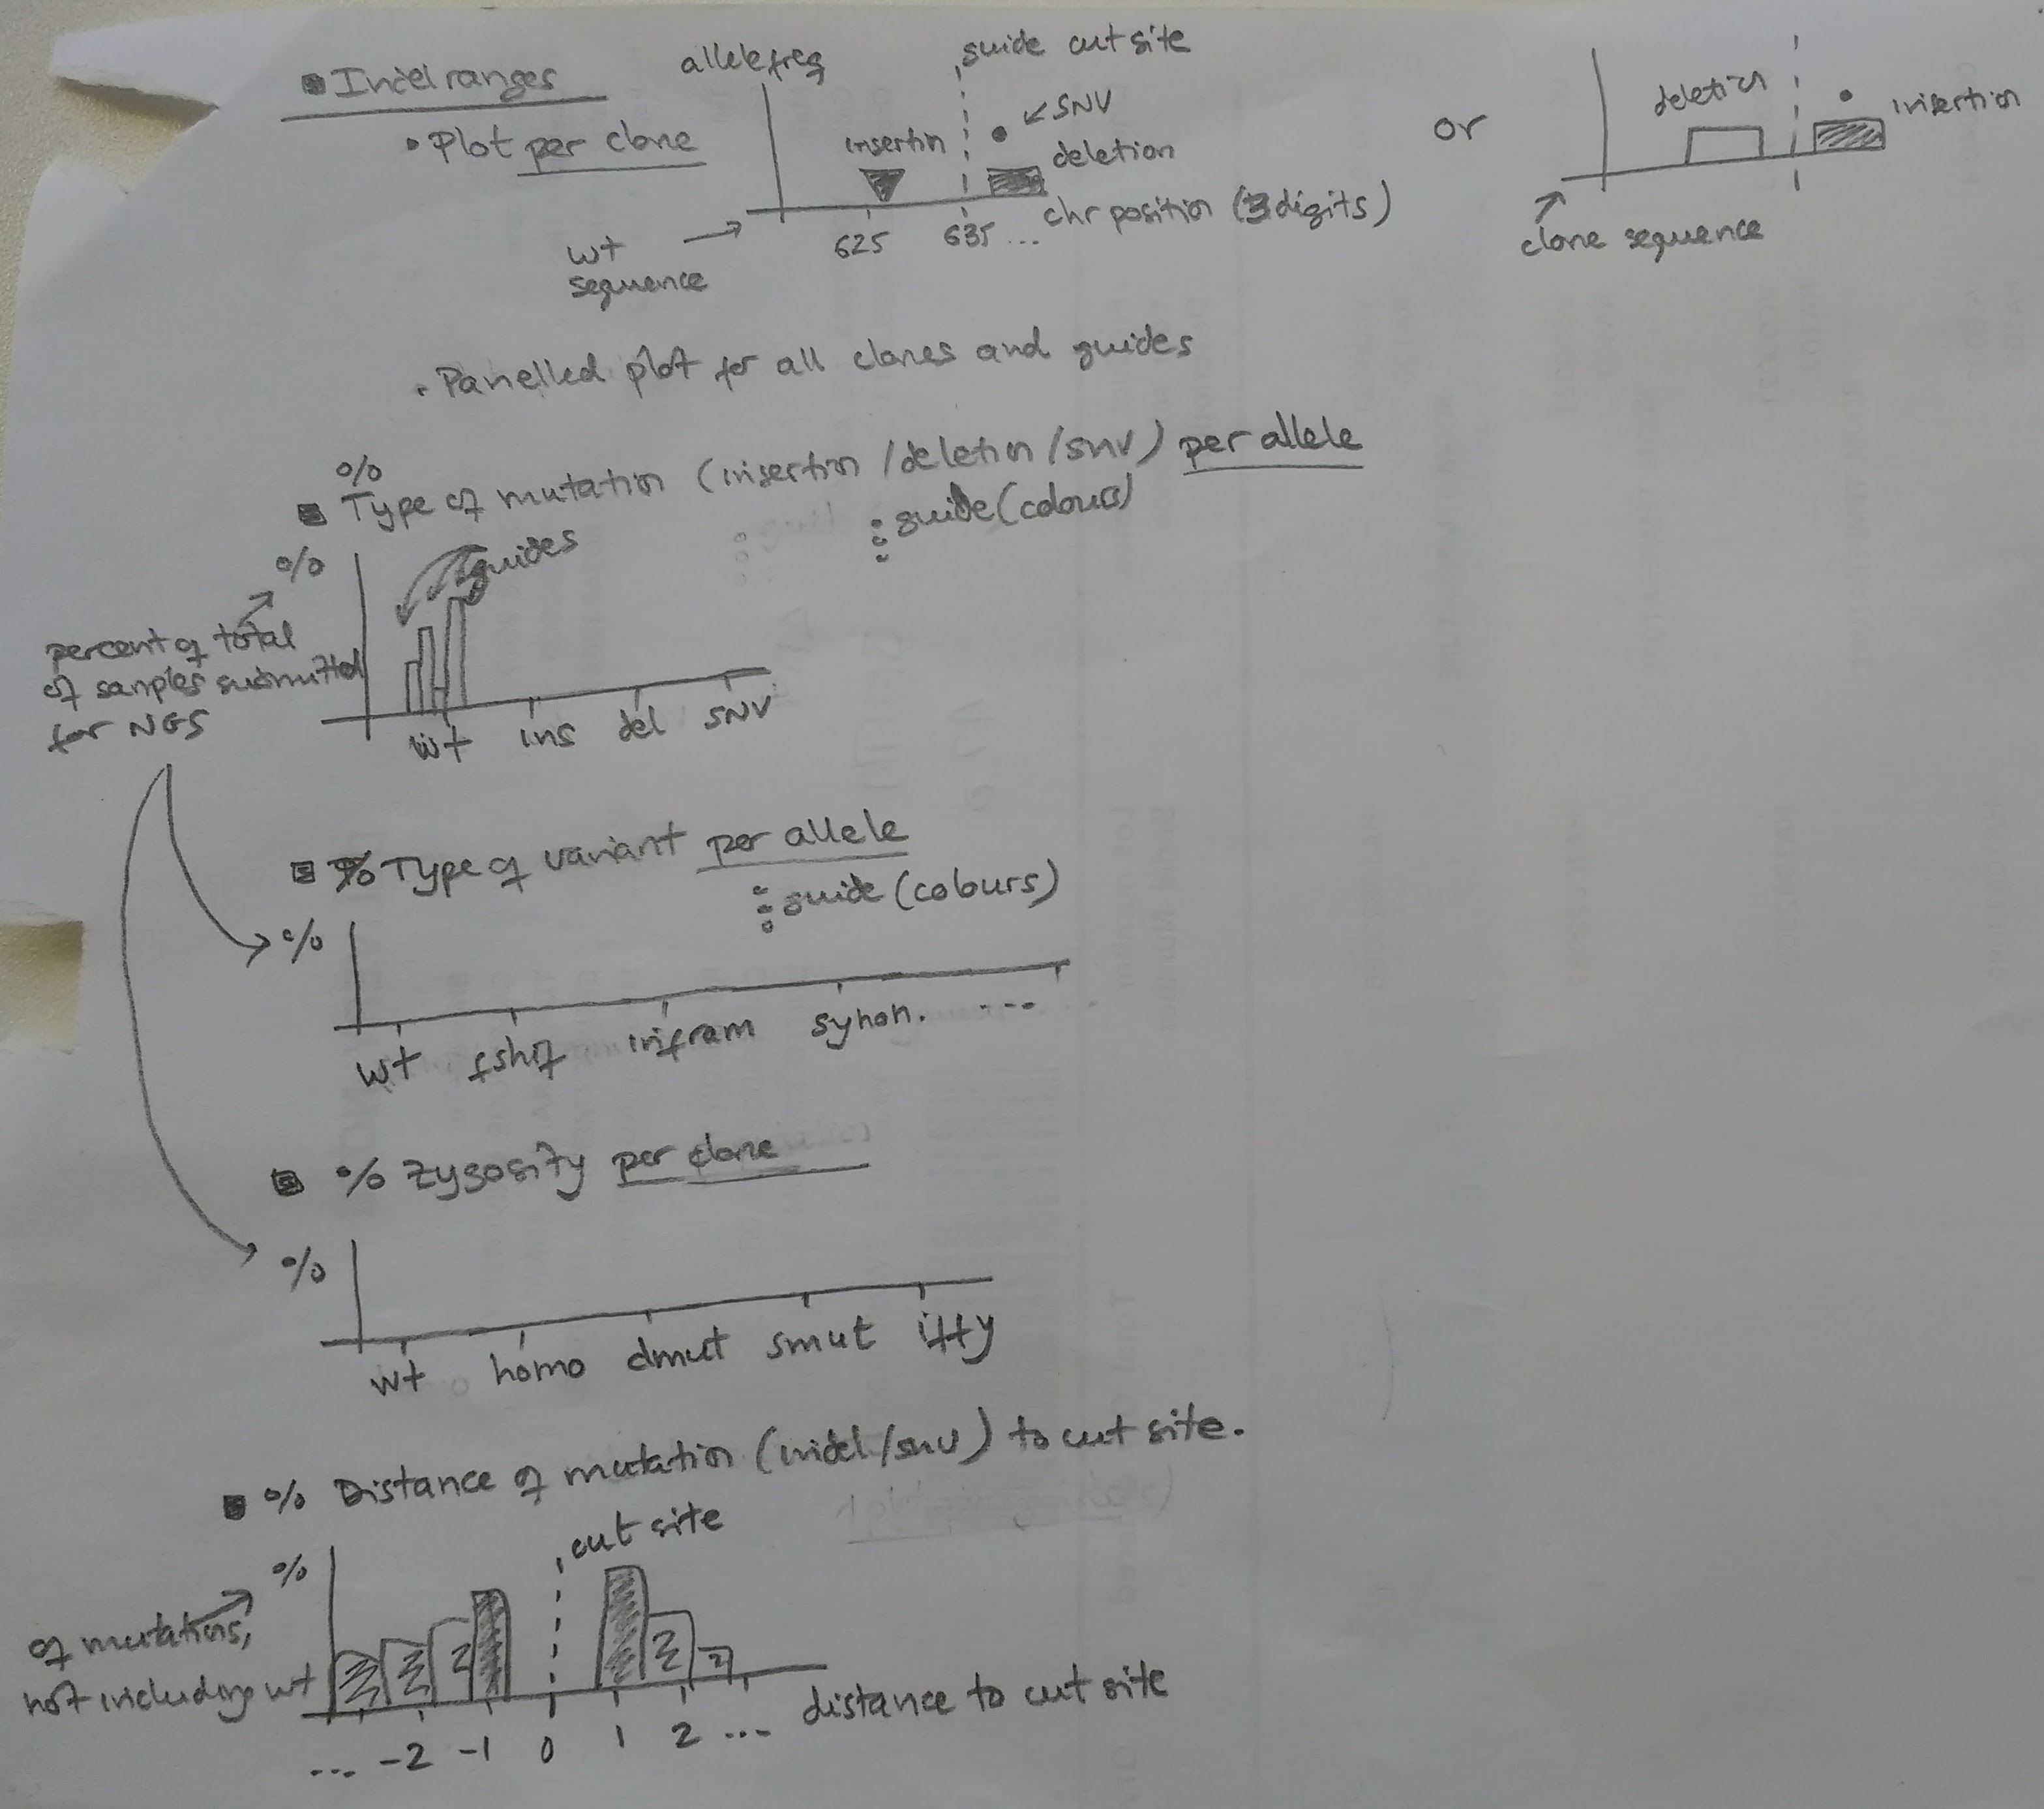 Indel ranges
• Plot per clone
allele freq
guide cut site
SNV
insertin
deletion
wt sequence
625 635 ... chr position (3 digits)
or
deletion
insertion
clone sequence
• Panelled plot for all clones and guides
%
Type of mutation (insertion /deletion /snv) per allele
: guide (colours)
%
guides
percent of total
of samples submitted
for NGS
wt ins del SNV
% Type of variant per allele
: guide (colours)
%
wt fshif infram synon. ....
% zygosity per clone
%
wt homo dmut smut iffy
% Distance of mutation (indel /snv) to cut site.
cut site
%
of mutations,
not including wt
... -2 -1 0 1 2 ... distance to cut site